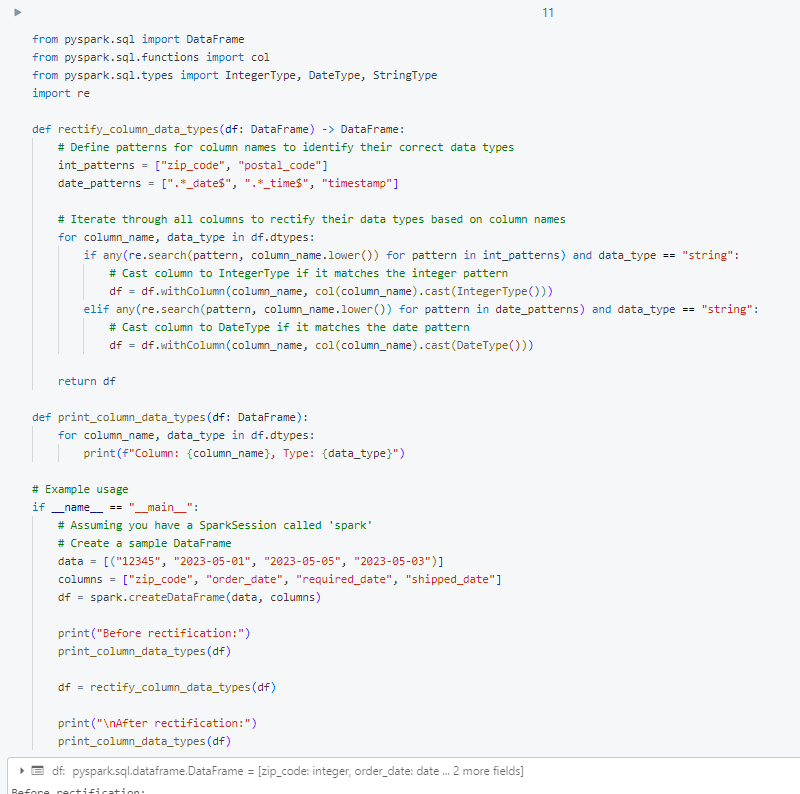 11
from pyspark.sql import DataFrame
from pyspark.sql.functions import col
from pyspark.sql.types import IntegerType, DateType, StringType
import re
def rectify_column_data_types(df: DataFrame) -> DataFrame:
# Define patterns for column names to identify their correct data types
int_patterns = ["zip_code", "postal_code"]
date_patterns = [".*_date$", ".*_time$", "timestamp"]
# Iterate through all columns to rectify their data types based on column names
for column_name, data_type in df.dtypes:
if any(re.search(pattern, column_name.lower()) for pattern in int_patterns) and data_type == "string":
# Cast column to IntegerType if it matches the integer pattern
df = df.withColumn(column_name, col(column_name).cast(IntegerType()))
elif any(re.search(pattern, column_name.lower()) for pattern in date_patterns) and data_type == "string":
# Cast column to DateType if it matches the date pattern
df = df.withColumn(column_name, col(column_name).cast(DateType()))
return df
def print_column_data_types(df: DataFrame):
for column_name, data_type in df.dtypes:
print(f"Column: {column_name}, Type: {data_type}")
# Example usage
if __name__ == "__main__":
# Assuming you have a SparkSession called 'spark'
# Create a sample DataFrame
data = [("12345", "2023-05-01", "2023-05-05", "2023-05-03")]
columns = ["zip_code", "order_date", "required_date", "shipped_date"]
df = spark.createDataFrame(data, columns)
print("Before rectification:")
print_column_data_types(df)
df = rectify_column_data_types(df)
print("\nAfter rectification:")
print_column_data_types(df)
df: pyspark.sql.dataframe.DataFrame = [zip_code: integer, order_date: date ... 2 more fields]
Before rectification: